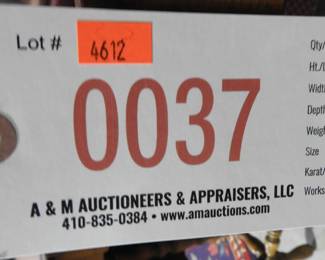 Lot # 4612
0037
A & M AUCTIONEERS & APPRAISERS, LLC
410-835-0384 • www.amauctions.com
Qty/
Ht./
Widt
Depth
Weigh
Size
Karat/
Works